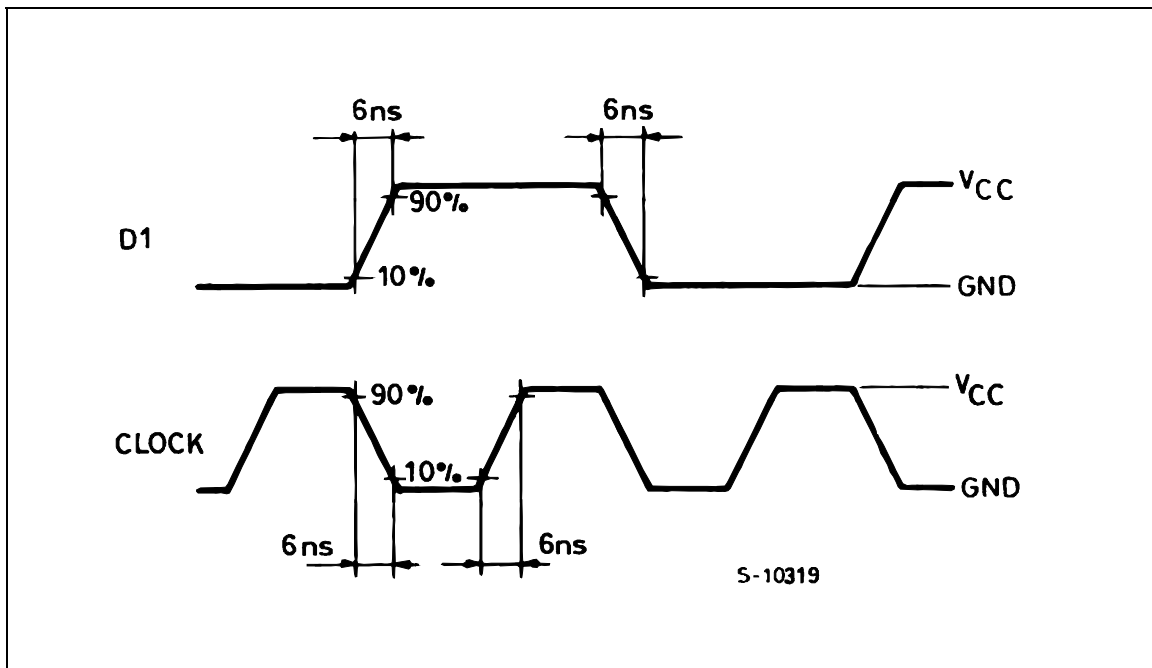 6ns 6ns
90% VCC
D1
10% GND
90% VCC
CLOCK
10% GND
6ns 6ns
S-10319